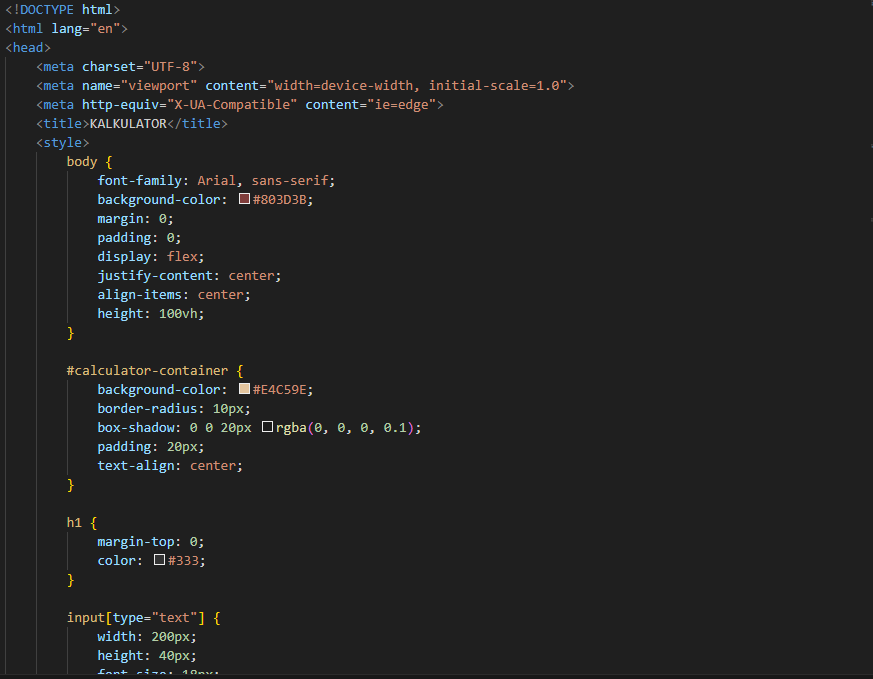 <!DOCTYPE html>
<html lang="en">
<head>
    <meta charset="UTF-8">
    <meta name="viewport" content="width=device-width, initial-scale=1.0">
    <meta http-equiv="X-UA-Compatible" content="ie=edge">
    <title>KALKULATOR</title>
    <style>
        body {
            font-family: Arial, sans-serif;
            background-color: #803D3B;
            margin: 0;
            padding: 0;
            display: flex;
            justify-content: center;
            align-items: center;
            height: 100vh;
        }

        #calculator-container {
            background-color: #E4C59E;
            border-radius: 10px;
            box-shadow: 0 0 20px rgba(0, 0, 0, 0.1);
            padding: 20px;
            text-align: center;
        }

        h1 {
            margin-top: 0;
            color: #333;
        }

        input[type="text"] {
            width: 200px;
            height: 40px;
            font-size: 18px;